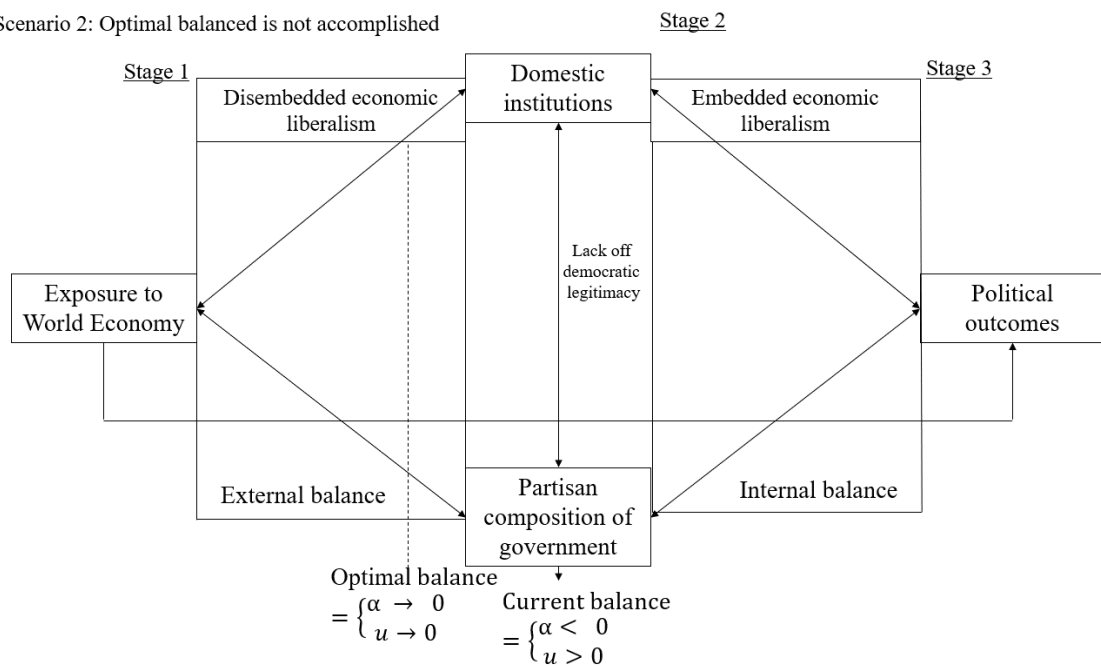 Scenario 2: Optimal balanced is not accomplished
Stage 2
Stage 1
Stage 3
Disembedded economic
liberalism
Domestic
institutions
Embedded economic
liberalism
Lack off
democratic
legitimacy
Exposure to
World Economy
Political
outcomes
External balance
Partisan
composition of
government
Internal balance
Optimal balance
= {α → 0
u → 0
Current balance
= {α < 0
u > 0